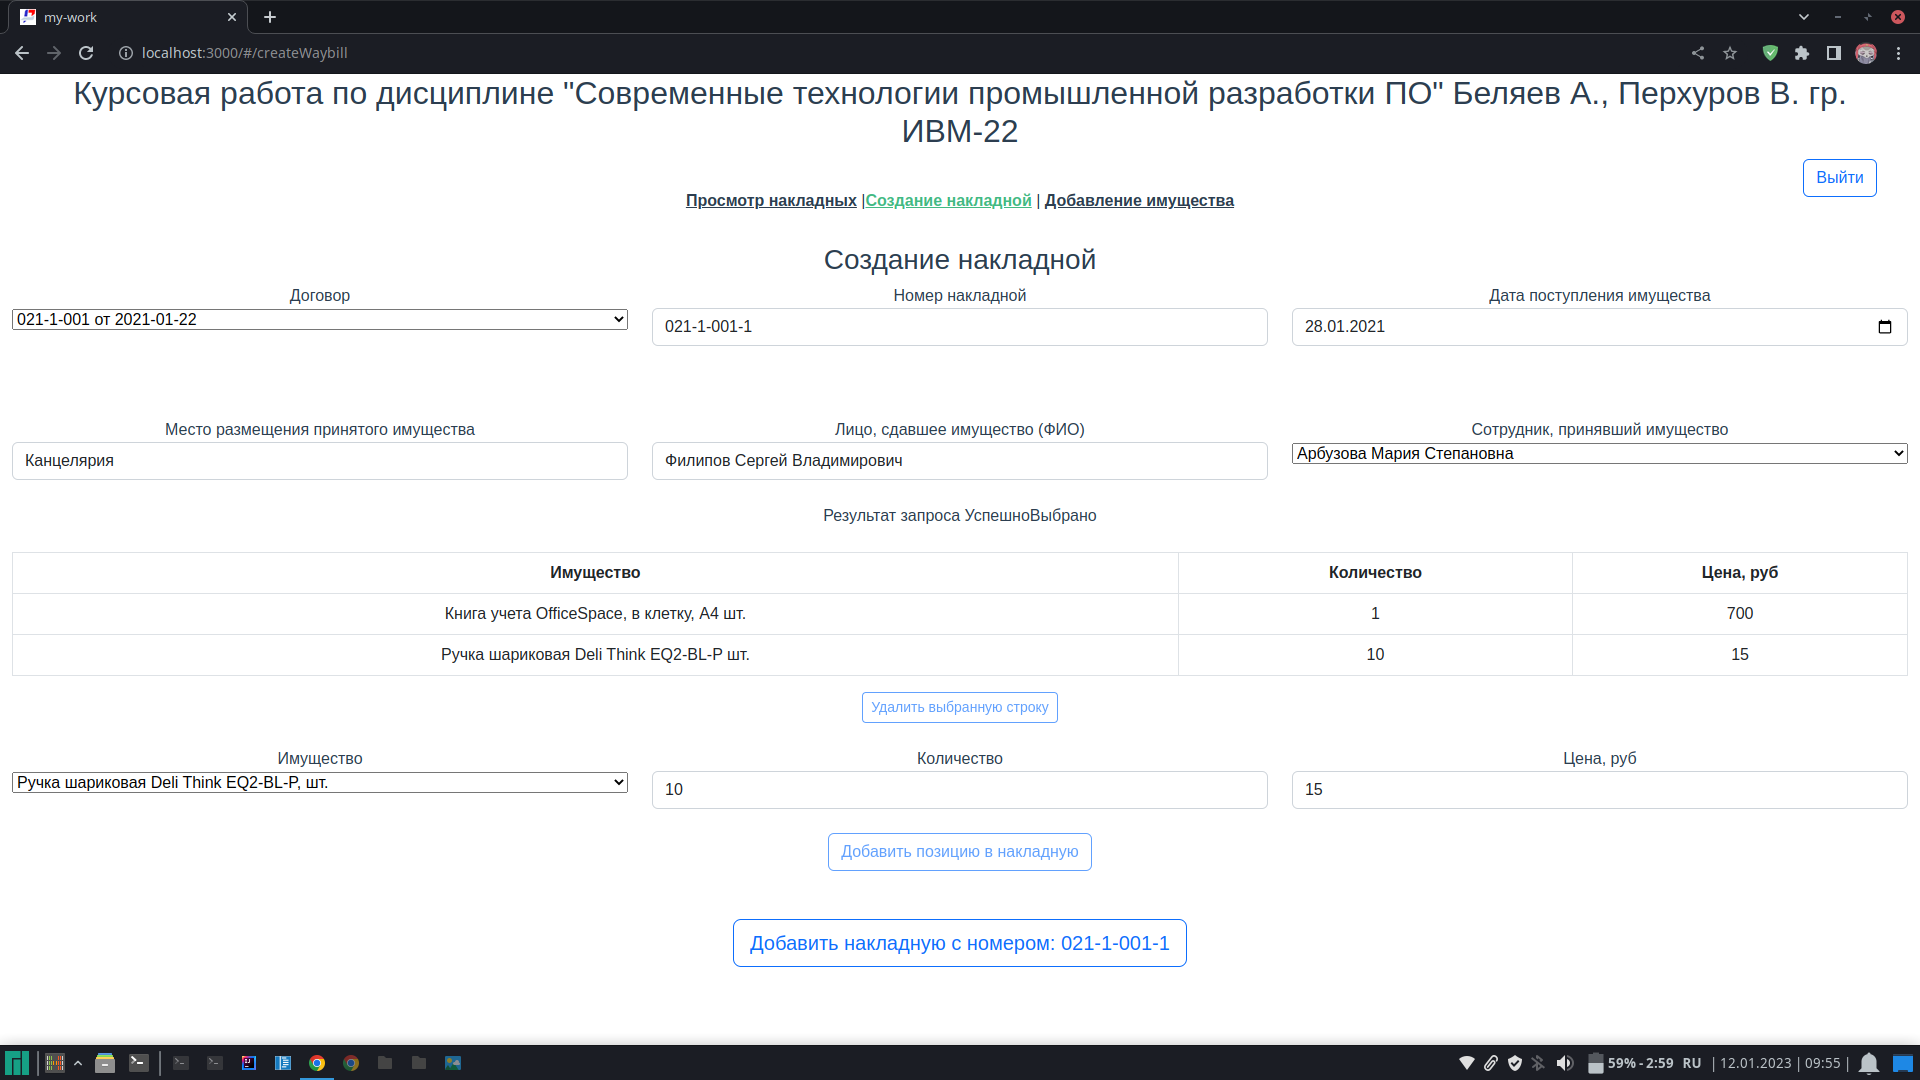 my-work
localhost:3000/#/createWaybill
Курсовая работа по дисциплине "Современные технологии промышленной разработки ПО" Беляев А., Перхуров В. гр.
ИВМ-22
Выйти
Просмотр накладных |Создание накладной | Добавление имущества
Создание накладной
Договор Номер накладной Дата поступления имущества
021-1-001 от 2021-01-22 021-1-001-1 28.01.2021
Место размещения принятого имущества Лицо, сдавшее имущество (ФИО) Сотрудник, принявший имущество
Канцелярия Филипов Сергей Владимирович Арбузова Мария Степановна
Результат запроса УспешноВыбрано
Имущество Количество Цена, руб
Книга учета OfficeSpace, в клетку, А4 шт. 1 700
Ручка шариковая Deli Think EQ2-BL-P шт. 10 15
Удалить выбранную строку
Имущество Количество Цена, руб
Ручка шариковая Deli Think EQ2-BL-P, шт. 10 15
Добавить позицию в накладную
Добавить накладную с номером: 021-1-001-1
59% - 2:59 RU | 12.01.2023 | 09:55 |